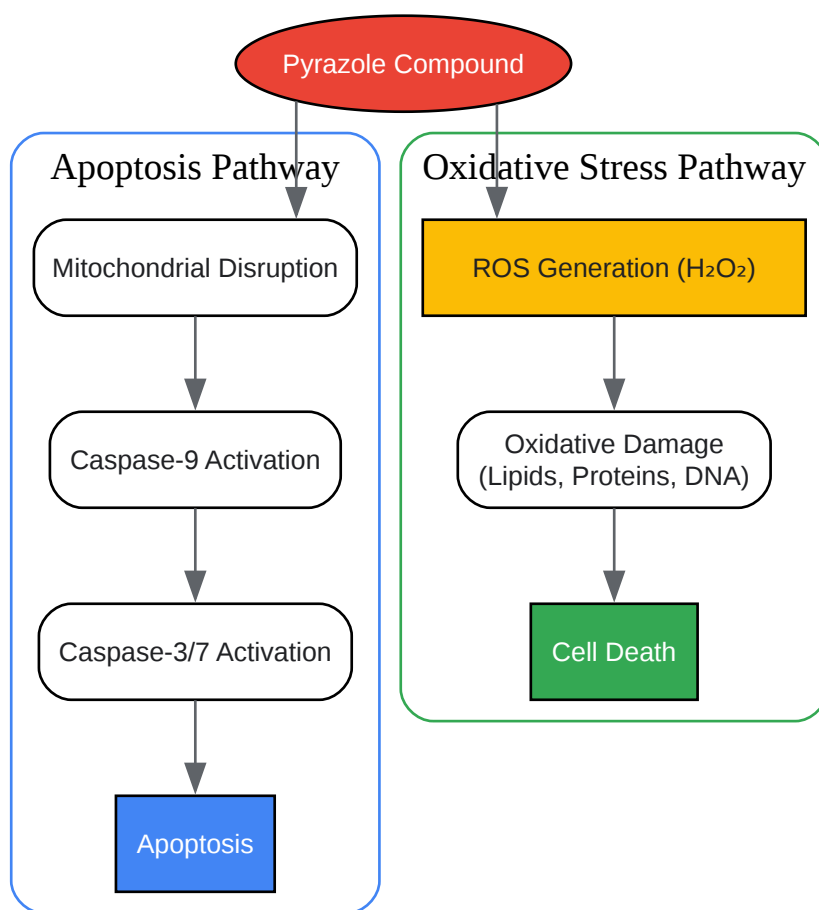 Pyrazole Compound
Apoptosis Pathway
Mitochondrial Disruption
Caspase-9 Activation
Caspase-3/7 Activation
Apoptosis
Oxidative Stress Pathway
ROS Generation (H₂O₂)
Oxidative Damage
(Lipids, Proteins, DNA)
Cell Death